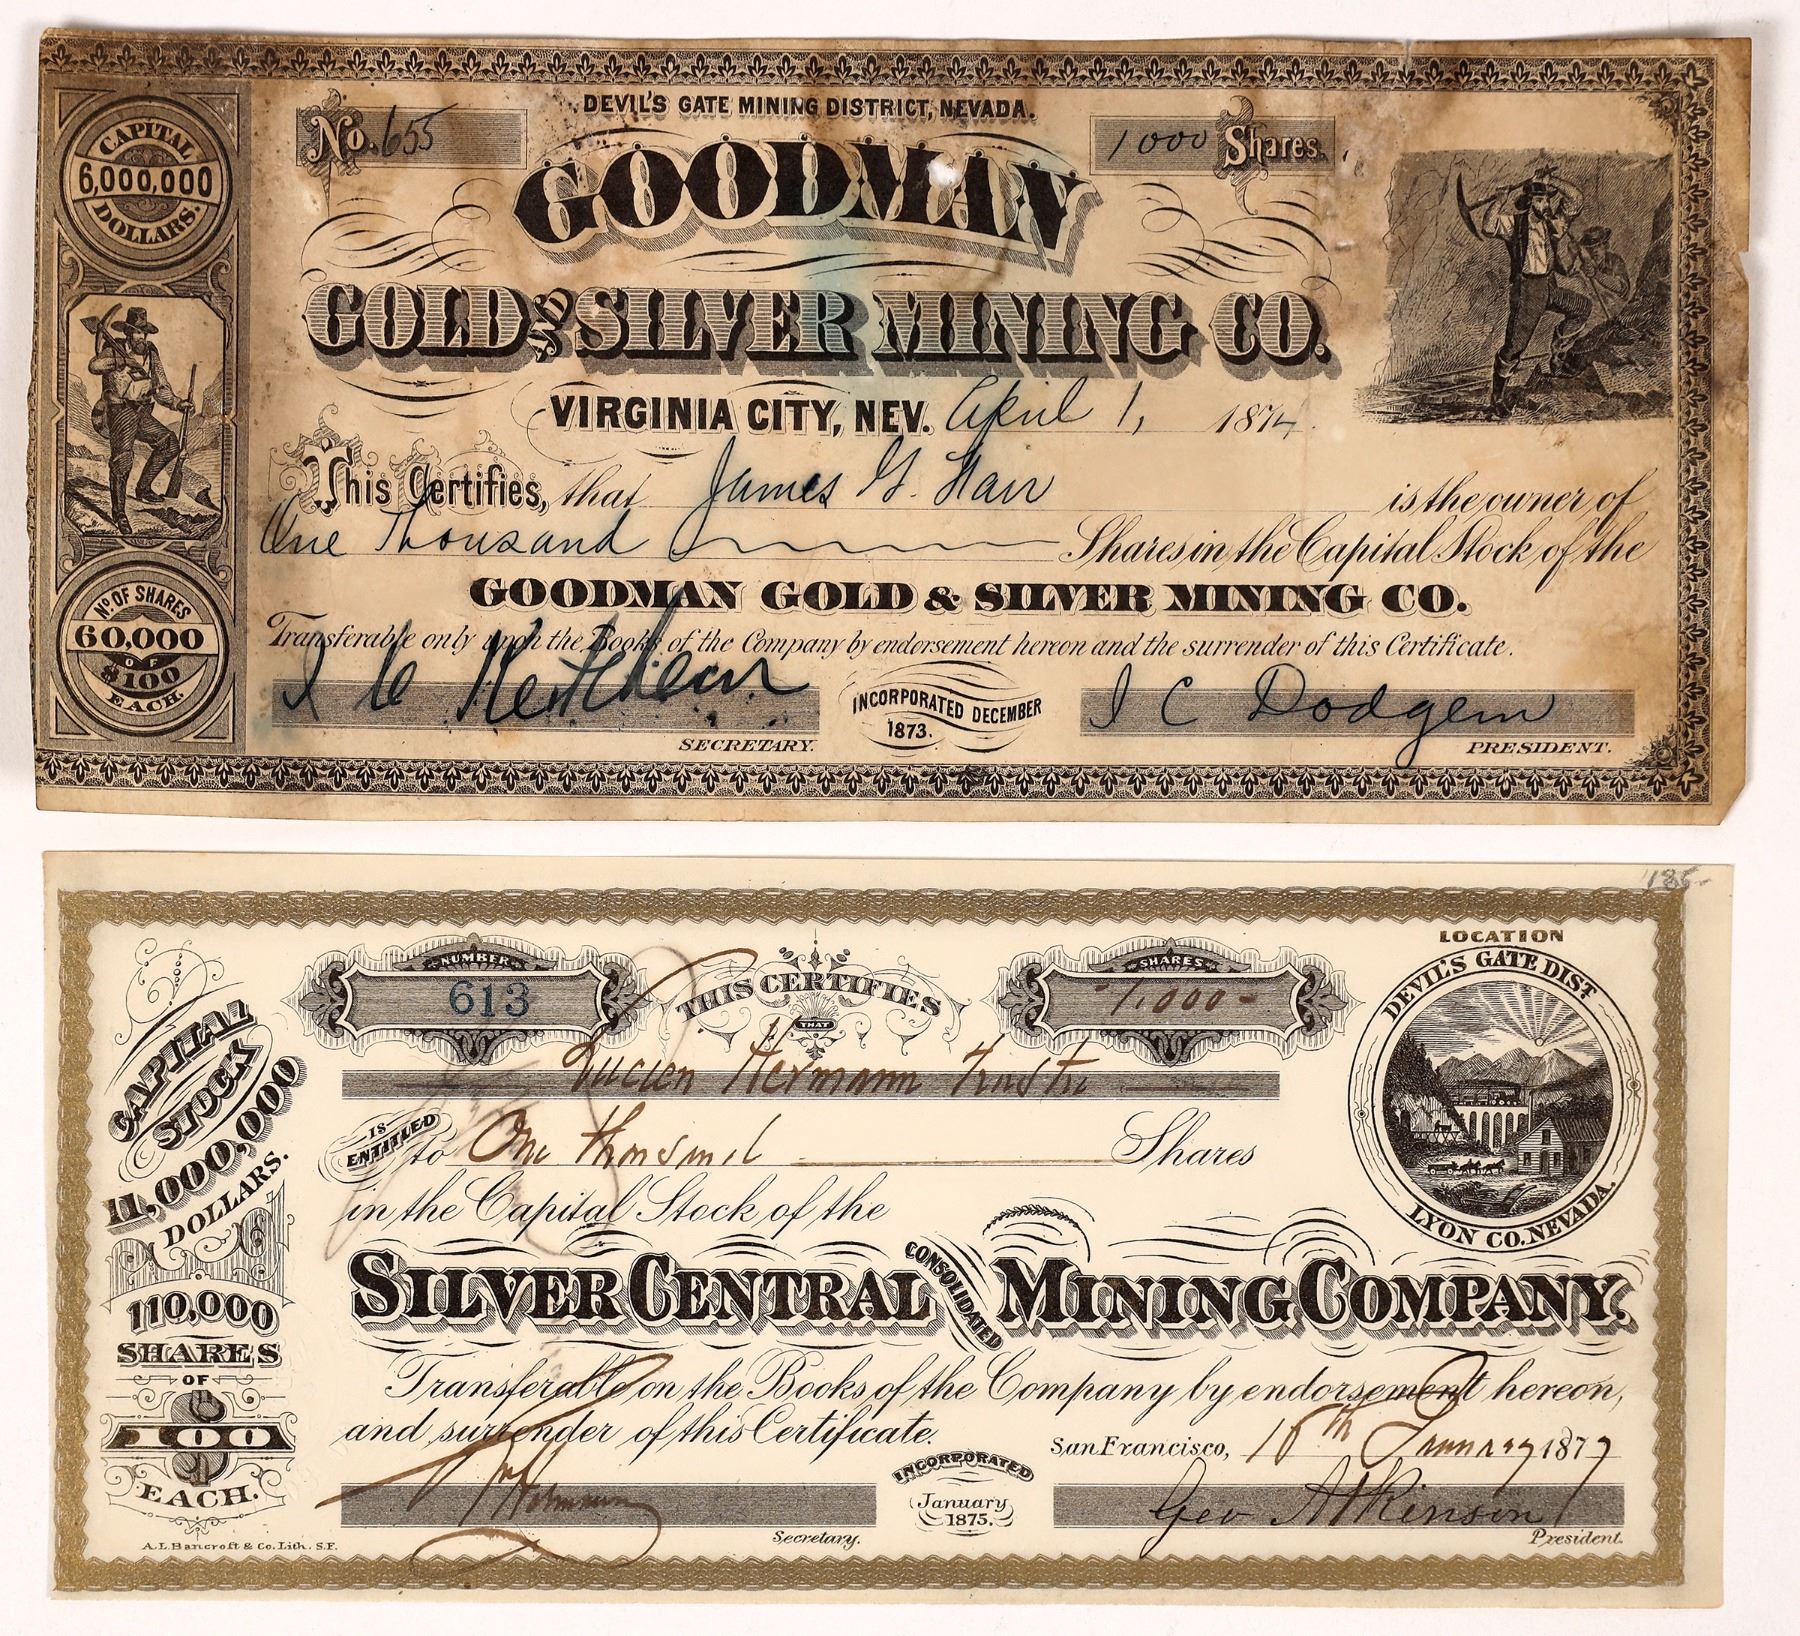 DEVIL'S GATE MINING DISTRICT, NEVADA.
No. 655
1000 Shares.
CAPITAL
6,000,000
DOLLARS.
GOODMAN
GOLD AND SILVER MINING CO.
VIRGINIA CITY, NEV. April 1, 1874.
This Certifies, that James G. Fair is the owner of
One Thousand Shares in the Capital Stock of the
GOODMAN GOLD & SILVER MINING CO.
Transferable only upon the Books of the Company by endorsement hereon and the surrender of this Certificate.
No. OF SHARES
60,000
OF
$100
EACH.
SECRETARY.
INCORPORATED DECEMBER
1873.
PRESIDENT.
185-
LOCATION
DEVIL'S GATE DIST
LYON CO. NEVADA.
NUMBER
613
THIS CERTIFIES
THAT
SHARES
-1,000-
Lucien Hermann
IS
ENTITLED
to One thousand Shares
in the Capital Stock of the
SILVER CENTRAL CONSOLIDATED MINING COMPANY.
Transferable on the Books of the Company by endorsement hereon,
and surrender of this Certificate.
San Francisco, January 1877
CAPITAL
STOCK
11,000,000
DOLLARS.
IN
110,000
SHARES
OF
$100
EACH.
INCORPORATED
January
1875.
Geo Atkinson
Secretary.
President.
A.L. Bancroft & Co. Lith. S.F.